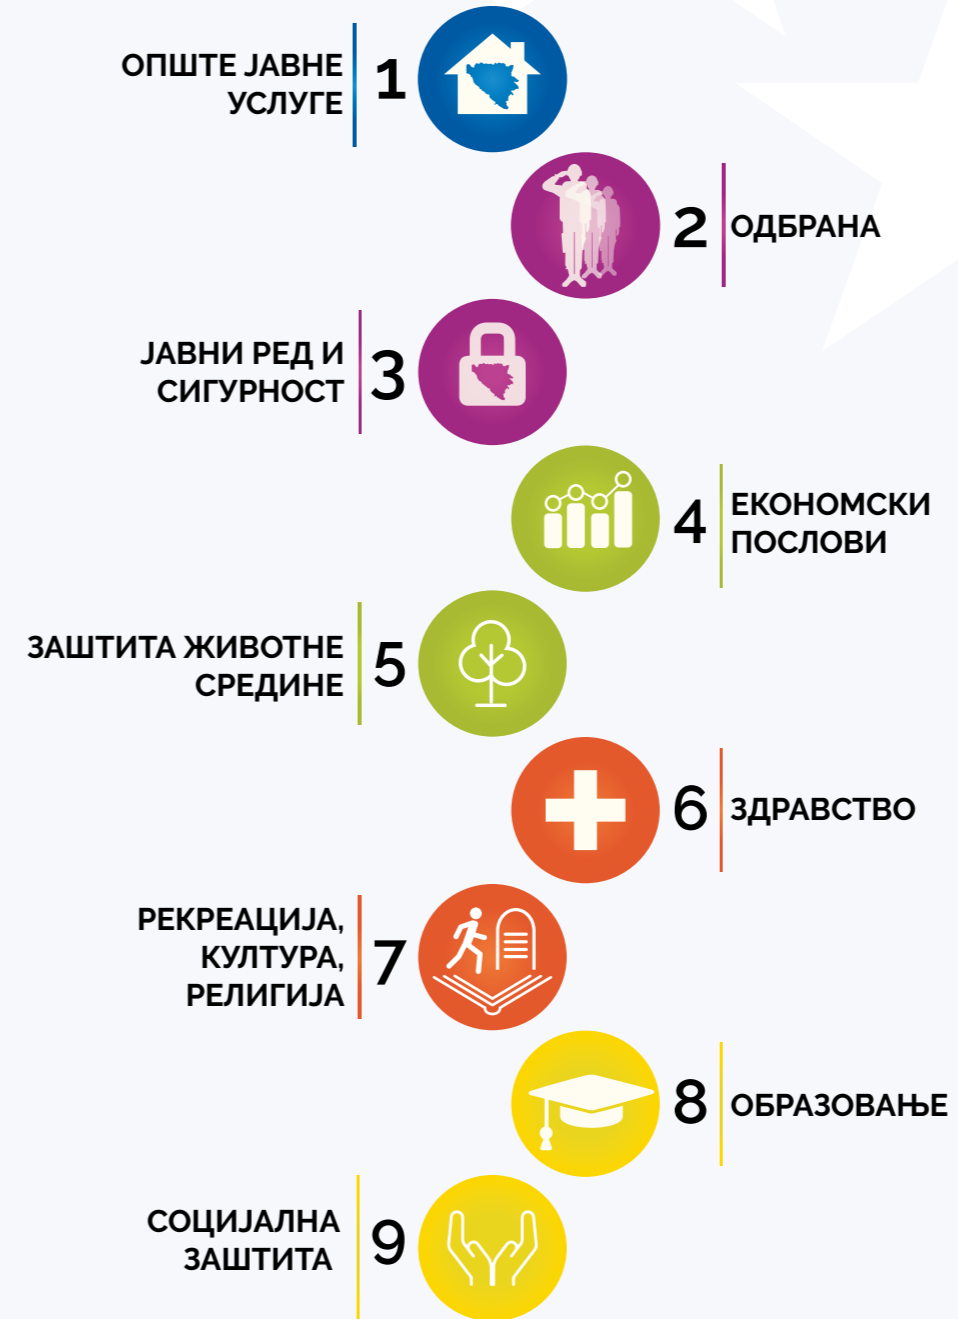 ОПШТЕ ЈАВНЕ
УСЛУГЕ
1
2
ОДБРАНА
ЈАВНИ РЕД И
СИГУРНОСТ
3
4
ЕКОНОМСКИ
ПОСЛОВИ
ЗАШТИТА ЖИВОТНЕ
СРЕДИНЕ
5
6
ЗДРАВСТВО
РЕКРЕАЦИЈА,
КУЛТУРА,
РЕЛИГИЈА
7
8
ОБРАЗОВАЊЕ
СОЦИЈАЛНА
ЗАШТИТА
9